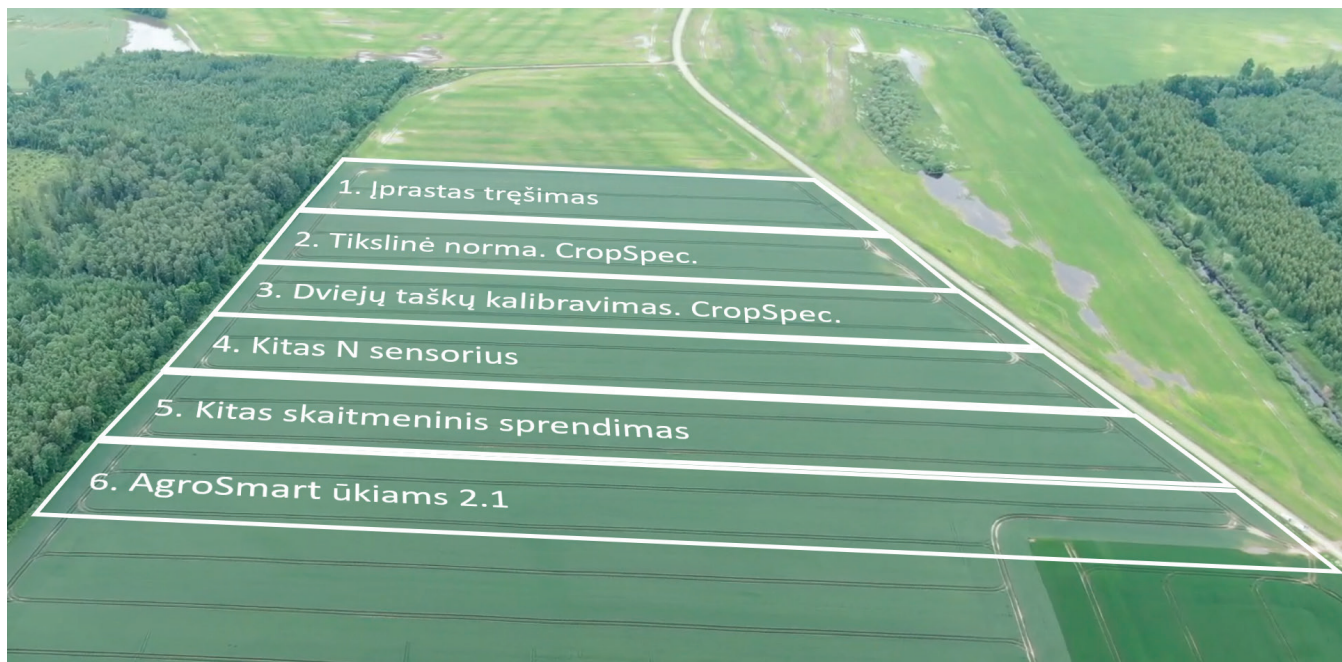 1. Įprastas tręšimas
2. Tikslinė norma. CropSpec.
3. Dviejų taškų kalibravimas. CropSpec.
4. Kitas N sensorius
5. Kitas skaitmeninis sprendimas
6. AgroSmart ūkiams 2.1